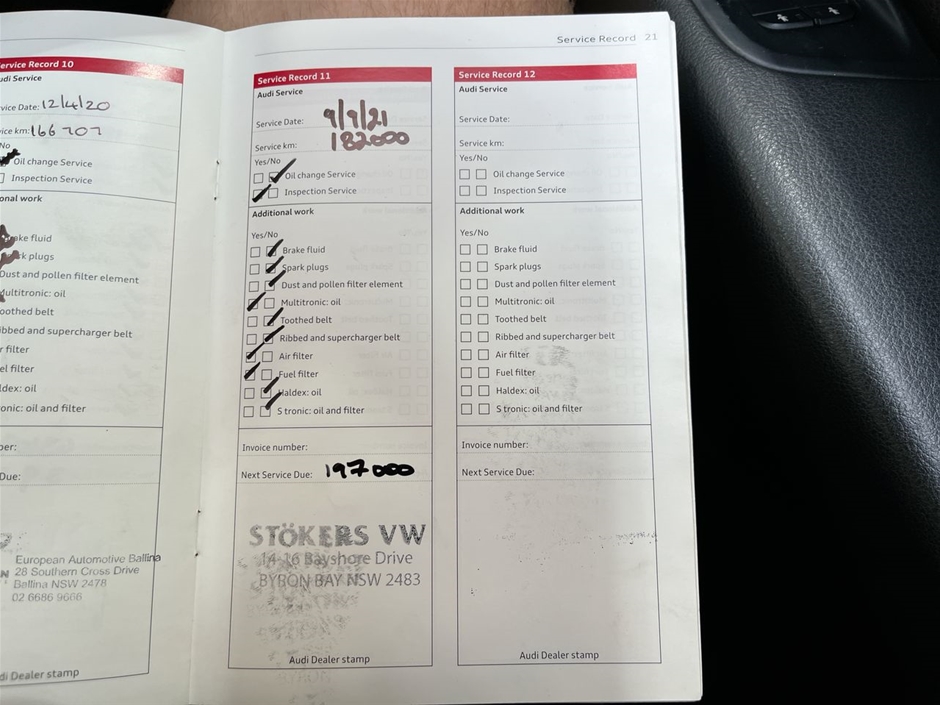 Service Record 21
Service Record 10
Audi Service
Service Date: 12/4/20
Service km: 166 707
No
Oil change Service
Inspection Service
onal work
ake fluid
k plugs
Dust and pollen filter element
Multitronic: oil
oothed belt
ibbed and supercharger belt
r filter
el filter
ldex: oil
onic: oil and filter
ber:
Due:
European Automotive Ballina
28 Southern Cross Drive
Ballina NSW 2478
02 6686 9666
di Dealer stamp
Service Record 11
Audi Service
Service Date: 9/9/21
Service km: 182000
Yes/No
Oil change Service
Inspection Service
Additional work
Yes/No
Brake fluid
Spark plugs
Dust and pollen filter element
Multitronic: oil
Toothed belt
Ribbed and supercharger belt
Air filter
Fuel filter
Haldex: oil
S tronic: oil and filter
Invoice number:
Next Service Due: 197000
STÖKERS VW
14-16 Bayshore Drive
BYRON BAY NSW 2483
Audi Dealer stamp
Service Record 12
Audi Service
Service Date:
Service km:
Yes/No
Oil change Service
Inspection Service
Additional work
Yes/No
Brake fluid
Spark plugs
Dust and pollen filter element
Multitronic: oil
Toothed belt
Ribbed and supercharger belt
Air filter
Fuel filter
Haldex: oil
S tronic: oil and filter
Invoice number:
Next Service Due:
Audi Dealer stamp